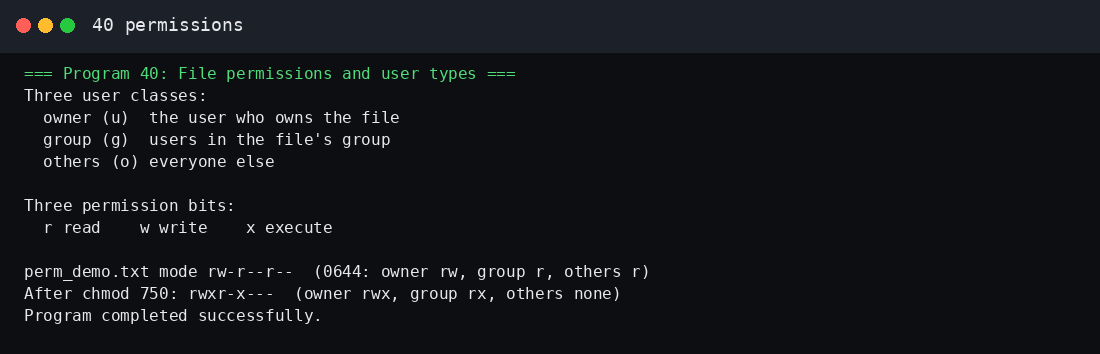 40 permissions
=== Program 40: File permissions and user types ===
Three user classes:
  owner (u)  the user who owns the file
  group (g)  users in the file's group
  others (o) everyone else

Three permission bits:
  r read    w write    x execute

perm_demo.txt mode rw-r--r--  (0644: owner rw, group r, others r)
After chmod 750: rwxr-x---  (owner rwx, group rx, others none)
Program completed successfully.